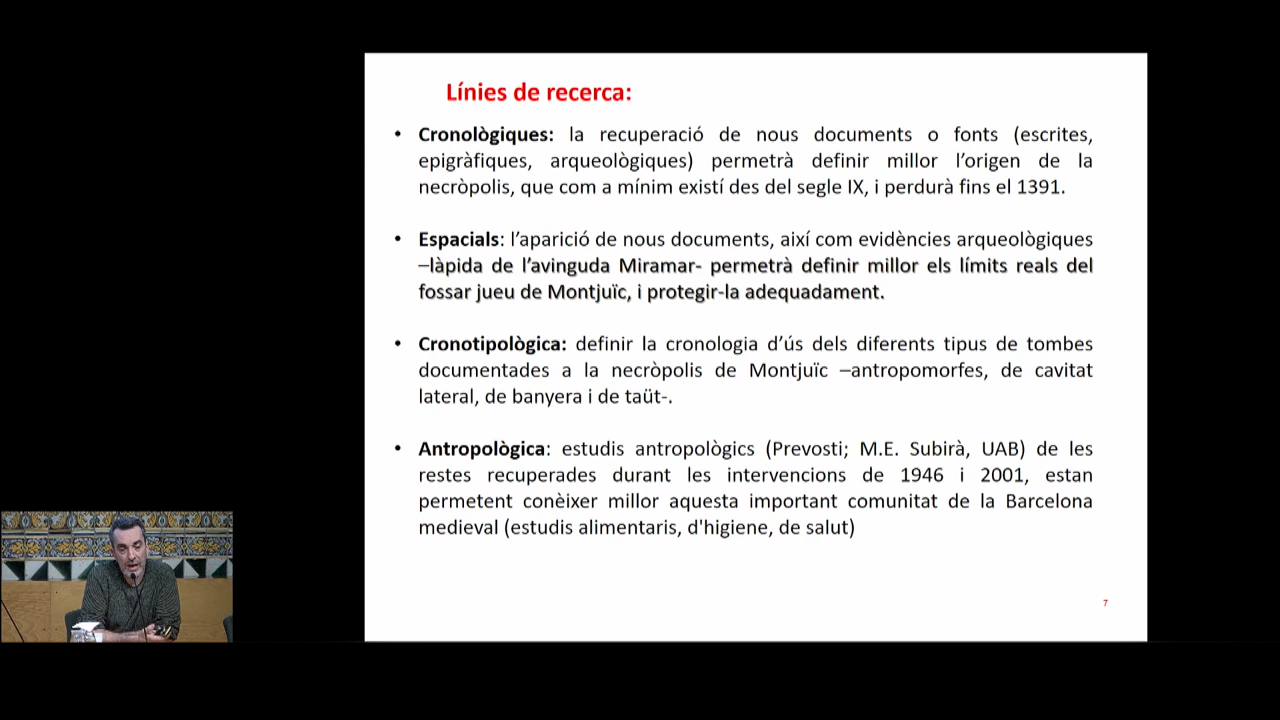 Línies de recerca:
• Cronològiques: la recuperació de nous documents o fonts (escrites,
epigràfiques, arqueològiques) permetrà definir millor l’origen de la
necròpolis, que com a mínim existí des del segle IX, i perdurà fins el 1391.
• Espacials: l’aparició de nous documents, així com evidències arqueològiques
–làpida de l’avinguda Miramar- permetrà definir millor els límits reals del
fossar jueu de Montjuïc, i protegir-la adequadament.
• Cronotipològica: definir la cronologia d’ús dels diferents tipus de tombes
documentades a la necròpolis de Montjuïc –antropomorfes, de cavitat
lateral, de banyera i de taüt-.
• Antropològica: estudis antropològics (Prevosti; M.E. Subirà, UAB) de les
restes recuperades durant les intervencions de 1946 i 2001, estan
permetent conèixer millor aquesta important comunitat de la Barcelona
medieval (estudis alimentaris, d'higiene, de salut)
7